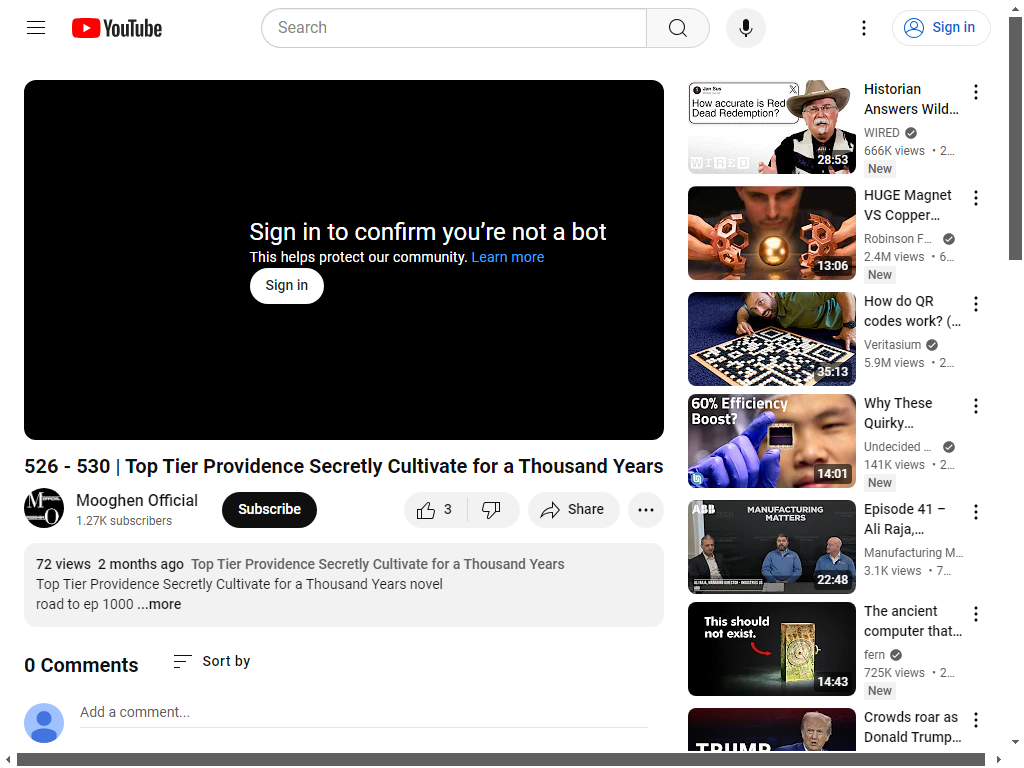 YouTube
Search
Sign in
Sign in to confirm you're not a bot
This helps protect our community. Learn more
Sign in
526 - 530 | Top Tier Providence Secretly Cultivate for a Thousand Years
Mooghen Official
1.27K subscribers
Subscribe
3
Share
72 views 2 months ago Top Tier Providence Secretly Cultivate for a Thousand Years
Top Tier Providence Secretly Cultivate for a Thousand Years novel
road to ep 1000 ...more
0 Comments
Sort by
Add a comment...
Jan Sus
How accurate is Red
Dead Redemption?
WIRED
28:53
Historian
Answers Wild…
WIRED
666K views • 2…
New
13:06
HUGE Magnet
VS Copper…
Robinson F…
2.4M views • 6…
New
35:13
How do QR
codes work? (…
Veritasium
5.9M views • 2…
60% Efficiency
Boost?
14:01
Why These
Quirky…
Undecided …
141K views • 2…
New
ABB
MANUFACTURING
MATTERS
22:48
Episode 41 –
Ali Raja,…
Manufacturing M…
3.1K views • 7…
This should
not exist.
14:43
The ancient
computer that…
fern
725K views • 2…
New
TRUMP
Crowds roar as
Donald Trump…